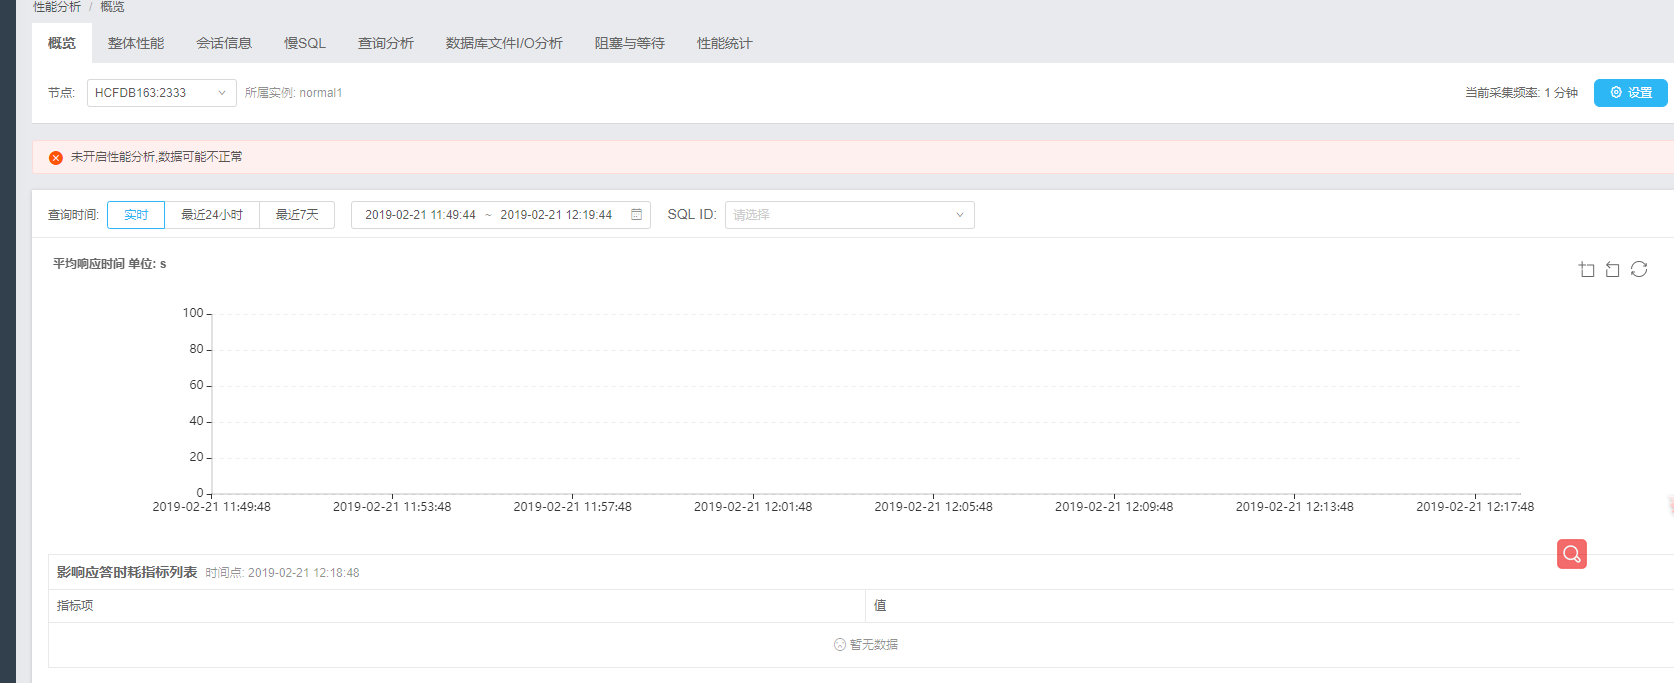 性能分析 / 概览
概览 整体性能 会话信息 慢SQL 查询分析 数据库文件I/O分析 阻塞与等待 性能统计
节点: HCFDB163:2333 所属实例: normal1 当前采集频率: 1 分钟 设置
未开启性能分析,数据可能不正常
查询时间: 实时 最近24小时 最近7天 2019-02-21 11:49:44 ~ 2019-02-21 12:19:44 SQL ID: 请选择
平均响应时间 单位: s
100
80
60
40
20
0
2019-02-21 11:49:48 2019-02-21 11:53:48 2019-02-21 11:57:48 2019-02-21 12:01:48 2019-02-21 12:05:48 2019-02-21 12:09:48 2019-02-21 12:13:48 2019-02-21 12:17:48
影响应答时耗指标列表 时间点: 2019-02-21 12:18:48
指标项 值
暂无数据